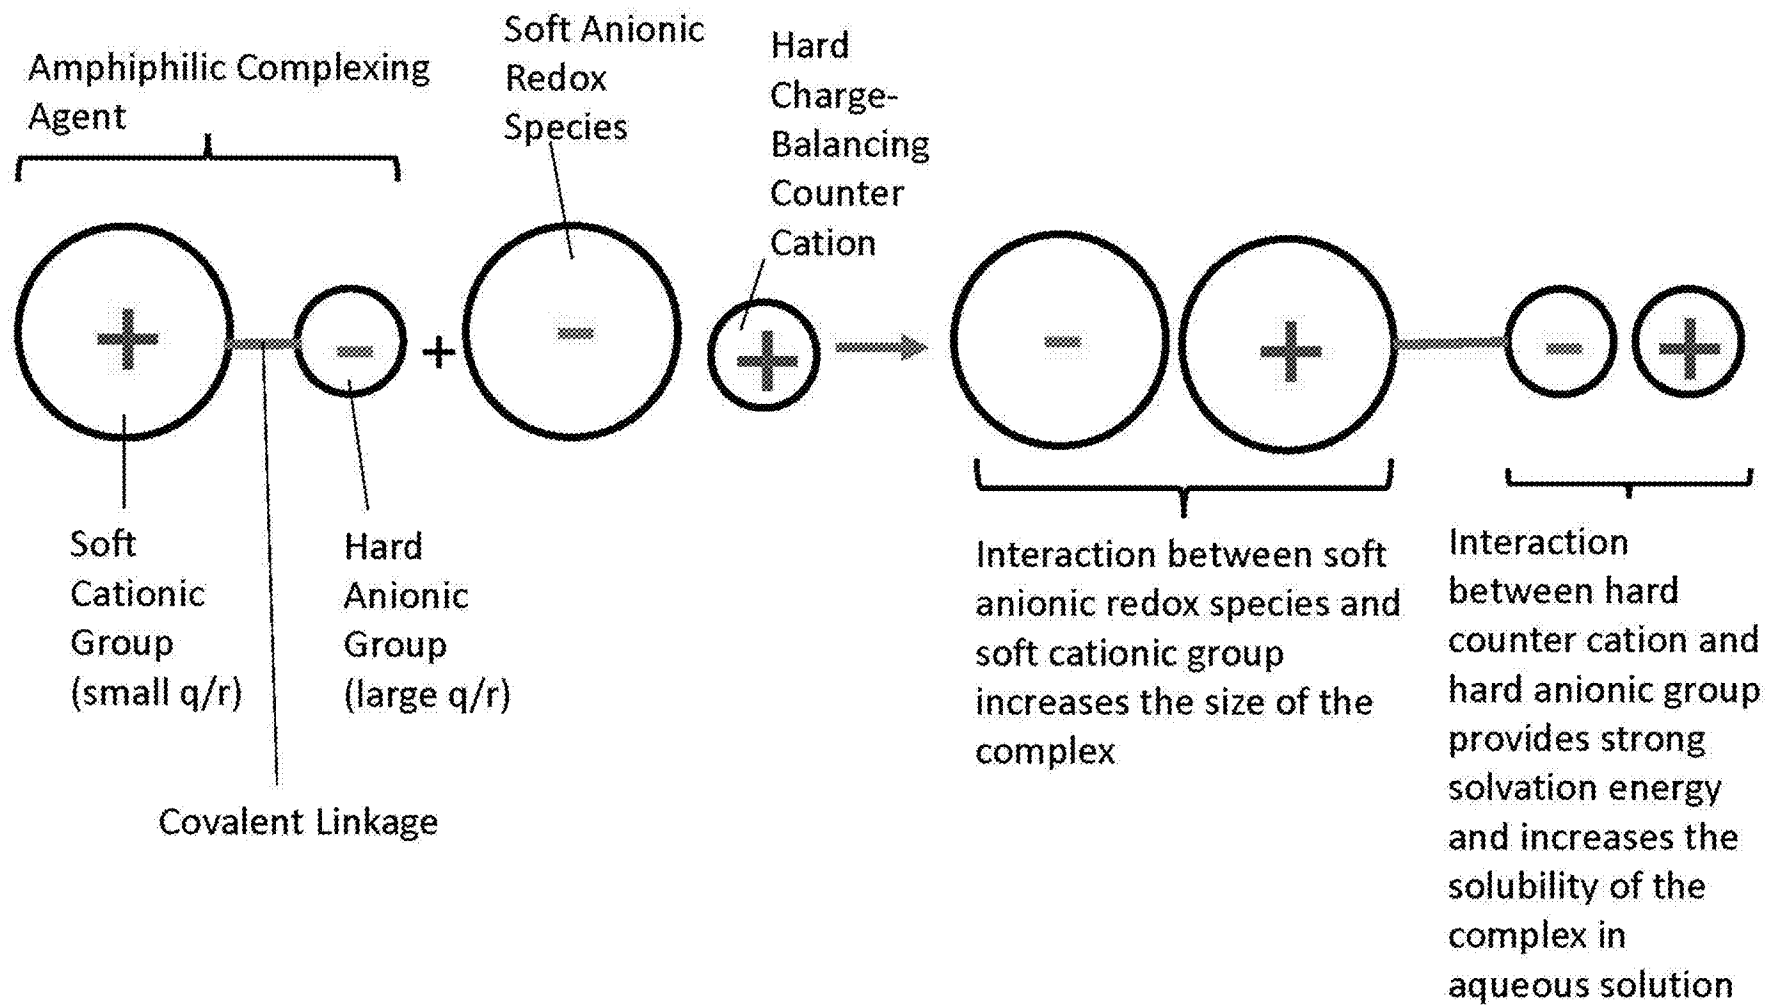 Amphiphilic Complexing
Agent
Soft Anionic
Redox
Species
Hard
Charge-
Balancing
Counter
Cation
+
−
+
−
+
−
+
−
+
Soft
Cationic
Group
(small q/r)
Hard
Anionic
Group
(large q/r)
Covalent Linkage
Interaction between soft
anionic redox species and
soft cationic group
increases the size of the
complex
Interaction
between hard
counter cation and
hard anionic group
provides strong
solvation energy
and increases the
solubility of the
complex in
aqueous solution